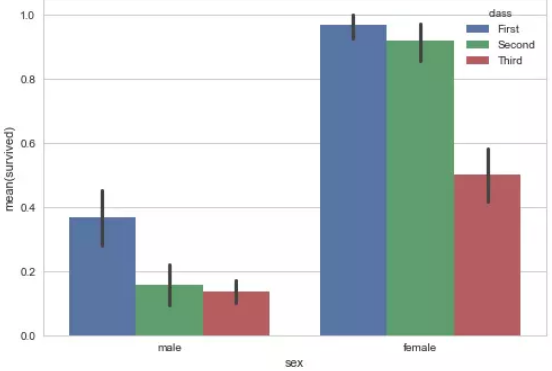 1.0
0.8
0.6
0.4
0.2
0.0
mean(survived)
class
First
Second
Third
male
female
sex